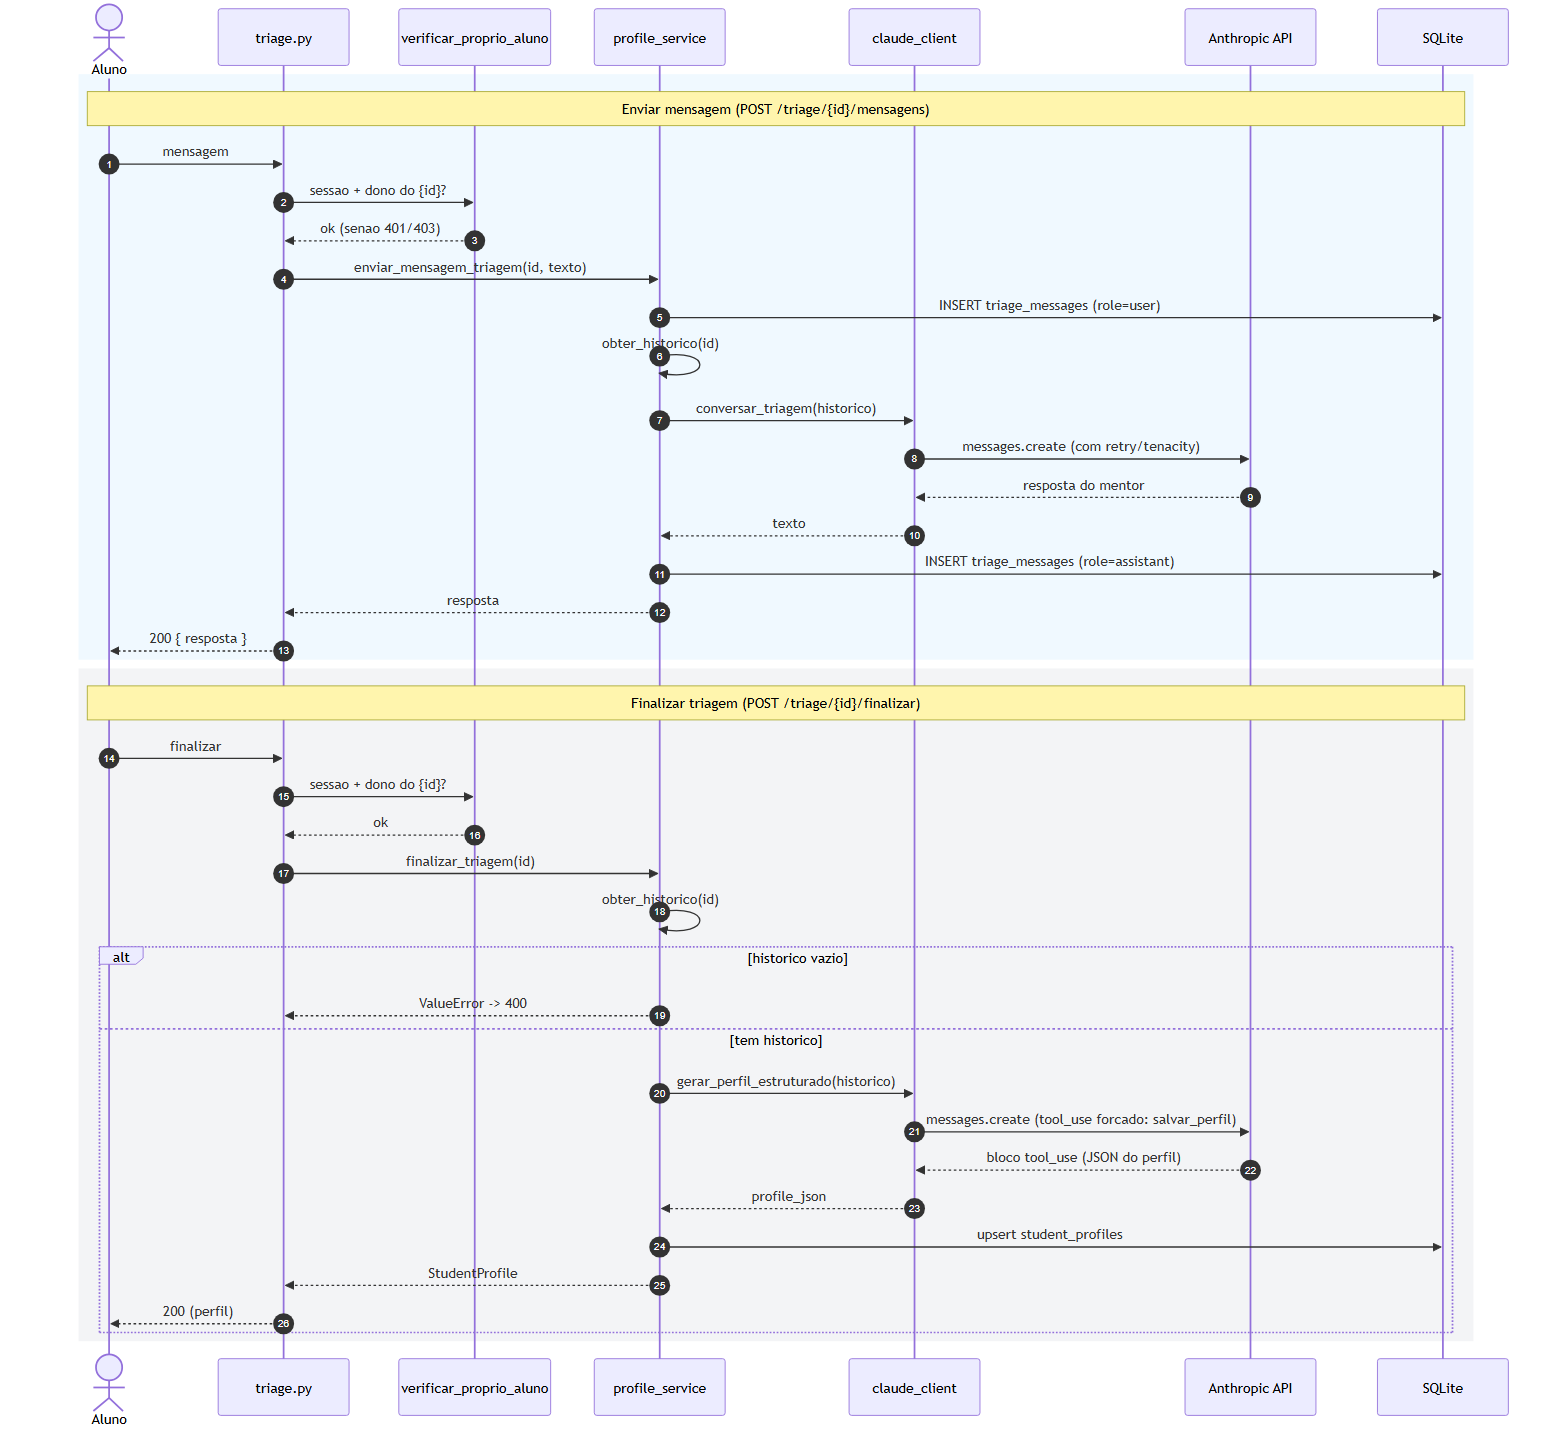 Aluno
triage.py
verificar_proprio_aluno
profile_service
claude_client
Anthropic API
SQLite
Enviar mensagem (POST /triage/{id}/mensagens)
1
mensagem
2
sessao + dono do {id}?
3
ok (senao 401/403)
4
enviar_mensagem_triagem(id, texto)
5
INSERT triage_messages (role=user)
6
obter_historico(id)
7
conversar_triagem(historico)
8
messages.create (com retry/tenacity)
9
resposta do mentor
10
texto
11
INSERT triage_messages (role=assistant)
12
resposta
13
200 { resposta }
Finalizar triagem (POST /triage/{id}/finalizar)
14
finalizar
15
sessao + dono do {id}?
16
ok
17
finalizar_triagem(id)
18
obter_historico(id)
alt
[historico vazio]
19
ValueError -> 400
[tem historico]
20
gerar_perfil_estruturado(historico)
21
messages.create (tool_use forcado: salvar_perfil)
22
bloco tool_use (JSON do perfil)
23
profile_json
24
upsert student_profiles
25
StudentProfile
26
200 (perfil)
Aluno
triage.py
verificar_proprio_aluno
profile_service
claude_client
Anthropic API
SQLite